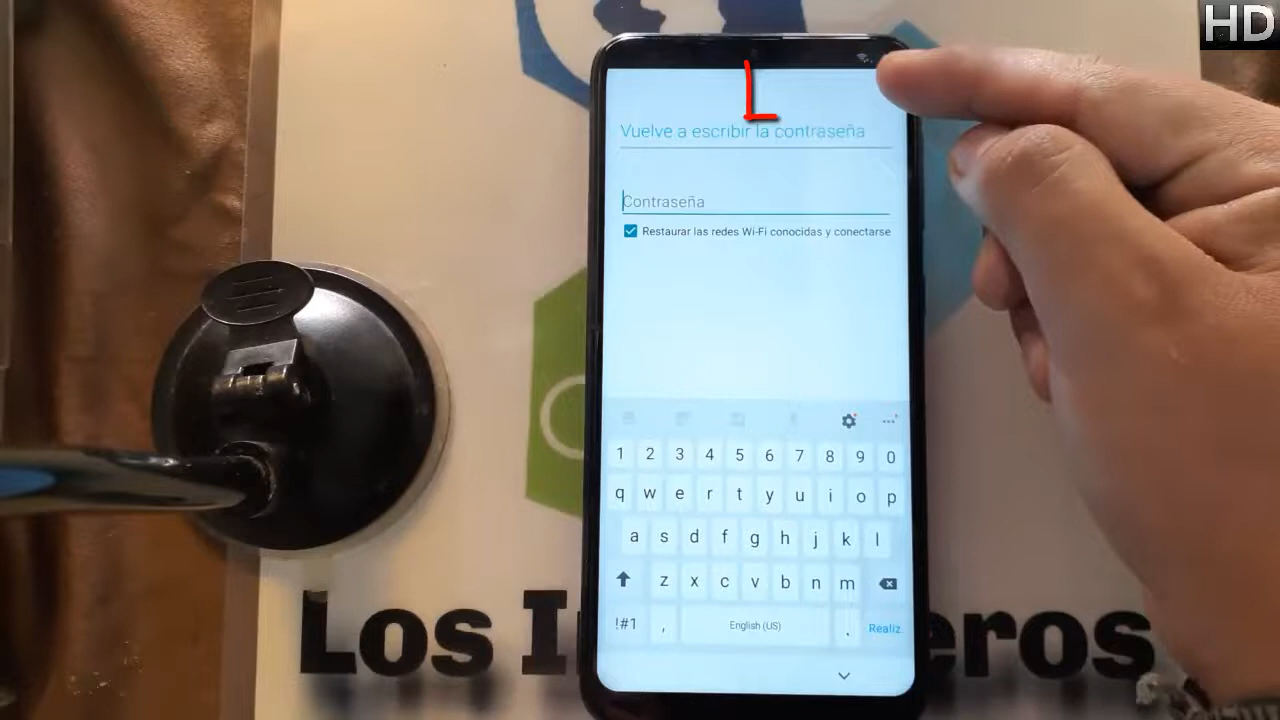 HD
L
Vuelve a escribir la contraseña
Contraseña
Restaurar las redes Wi-Fi conocidas y conectarse
1 2 3 4 5 6 7 8 9 0
q w e r t y u i o p
a s d f g h j k l
z x c v b n m
!#1 , English (US) . Realiz.
Los I eros